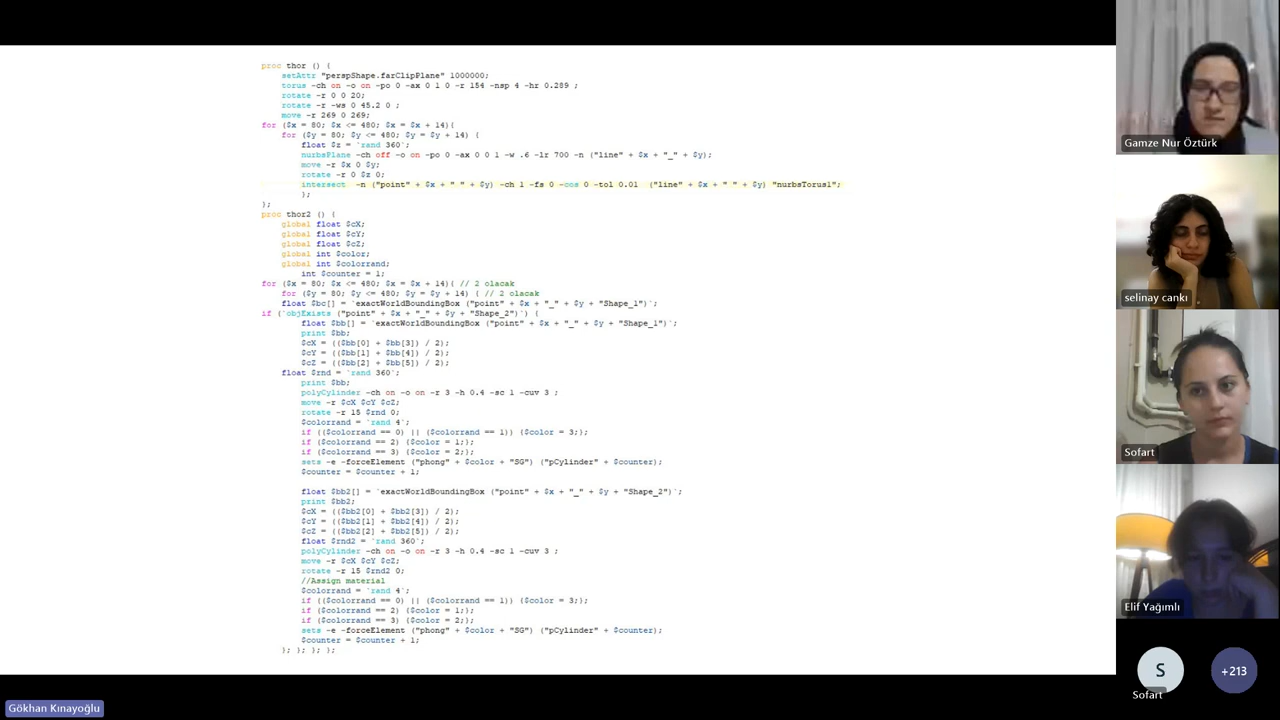 proc thor () {
setAttr "perspShape.farClipPlane" 1000000;
torus -ch on -o on -po 0 -ax 0 1 0 -r 154 -nsp 4 -hr 0.289 ;
rotate -r 0 0 20;
rotate -r -ws 0 45.2 0 ;
move -r 269 0 269;
for ($x = 80; $x <= 480; $x = $x + 14){
for ($y = 80; $y <= 480; $y = $y + 14) {
float $z = `rand 360`;
nurbsPlane -ch off -o on -po 0 -ax 0 0 1 -w .6 -lr 700 -n ("line" + $x + "_" + $y);
move -r $x 0 $y;
rotate -r 0 $z 0;
intersect -n ("point" + $x + "_" + $y) -ch 1 -fs 0 -cos 0 -tol 0.01 ("line" + $x + "_" + $y) "nurbsTorus1";
};
};
proc thor2 () {
global float $cX;
global float $cY;
global float $cZ;
global int $color;
global int $colorrand;
int $counter = 1;
for ($x = 80; $x <= 480; $x = $x + 14){ // 2 olacak
for ($y = 80; $y <= 480; $y = $y + 14) { // 2 olacak
float $bc[] = `exactWorldBoundingBox ("point" + $x + "_" + $y + "Shape_1")`;
if (`objExists ("point" + $x + "_" + $y + "Shape_2")`) {
float $bb[] = `exactWorldBoundingBox ("point" + $x + "_" + $y + "Shape_1")`;
print $bb;
$cX = (($bb[0] + $bb[3]) / 2);
$cY = (($bb[1] + $bb[4]) / 2);
$cZ = (($bb[2] + $bb[5]) / 2);
float $rnd = `rand 360`;
print $bb;
polyCylinder -ch on -o on -r 3 -h 0.4 -sc 1 -cuv 3 ;
move -r $cX $cY $cZ;
rotate -r 15 $rnd 0;
$colorrand = `rand 4`;
if (($colorrand == 0) || ($colorrand == 1)) {$color = 3;};
if ($colorrand == 2) {$color = 1;};
if ($colorrand == 3) {$color = 2;};
sets -e -forceElement ("phong" + $color + "SG") ("pCylinder" + $counter);
$counter = $counter + 1;
float $bb2[] = `exactWorldBoundingBox ("point" + $x + "_" + $y + "Shape_2")`;
print $bb2;
$cX = (($bb2[0] + $bb2[3]) / 2);
$cY = (($bb2[1] + $bb2[4]) / 2);
$cZ = (($bb2[2] + $bb2[5]) / 2);
float $rnd2 = `rand 360`;
polyCylinder -ch on -o on -r 3 -h 0.4 -sc 1 -cuv 3 ;
move -r $cX $cY $cZ;
rotate -r 15 $rnd2 0;
//Assign material
$colorrand = `rand 4`;
if (($colorrand == 0) || ($colorrand == 1)) {$color = 3;};
if ($colorrand == 2) {$color = 1;};
if ($colorrand == 3) {$color = 2;};
sets -e -forceElement ("phong" + $color + "SG") ("pCylinder" + $counter);
$counter = $counter + 1;
}; }; }; };
Gamze Nur Öztürk
selinay cankı
Sofart
Elif Yağımlı
S
Sofart
+213
Gökhan Kınayoğlu